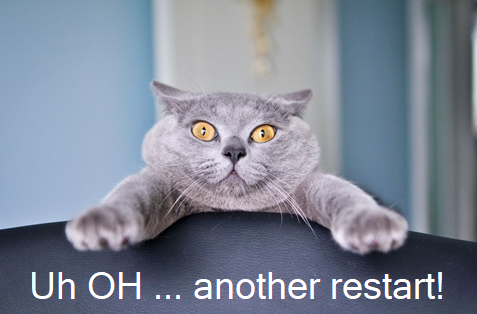 Uh OH ... another restart!